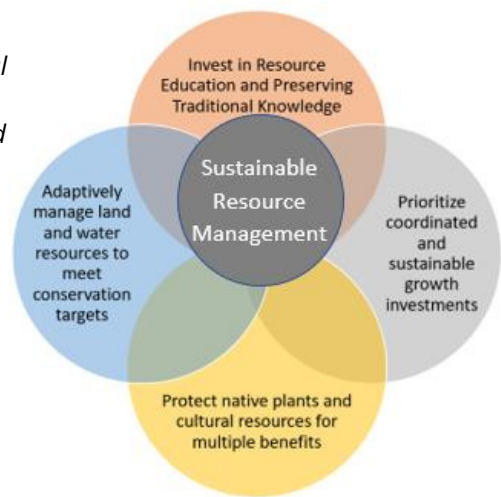 Invest in Resource
Education and Preserving
Traditional Knowledge
Sustainable
Resource
Management
Adaptively
manage land
and water
resources to
meet
conservation
targets
Prioritize
coordinated
and
sustainable
growth
investments
Protect native plants and
cultural resources for
multiple benefits